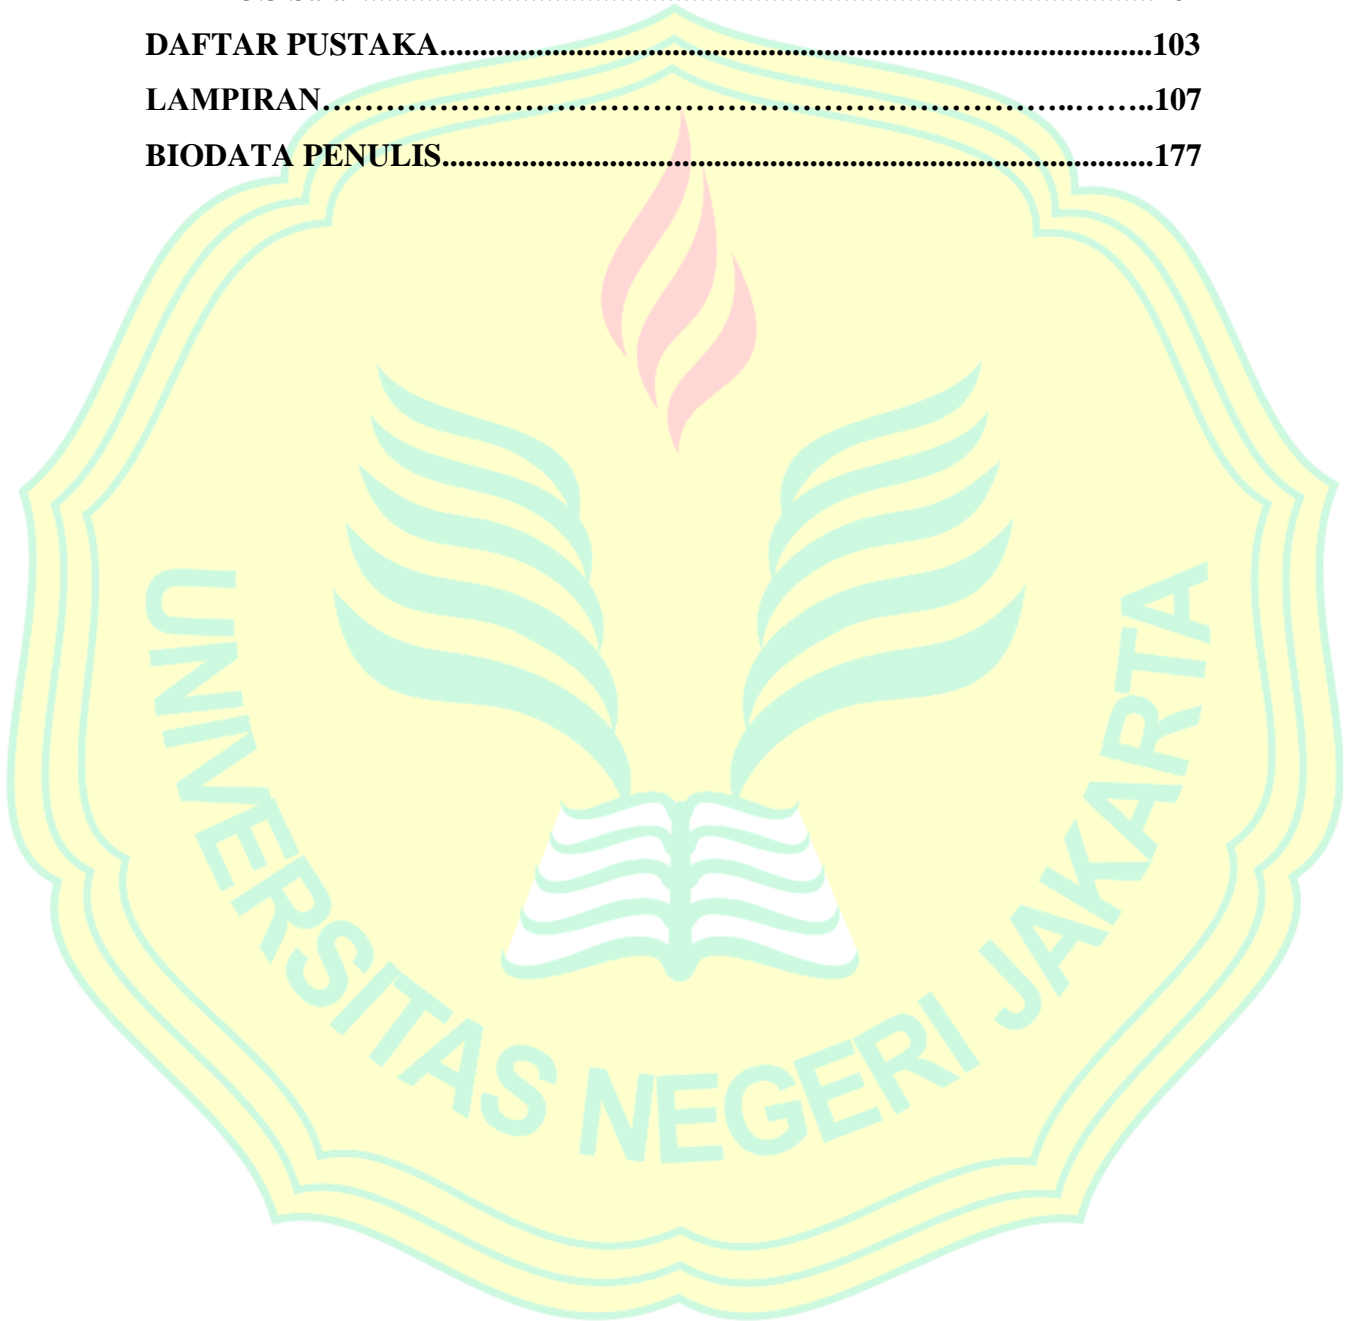 DAFTAR PUSTAKA.........................................................................................103
LAMPIRAN……………………………………………………………..……..107
BIODATA PENULIS.........................................................................................177
UNIVERSITAS NEGERI JAKARTA